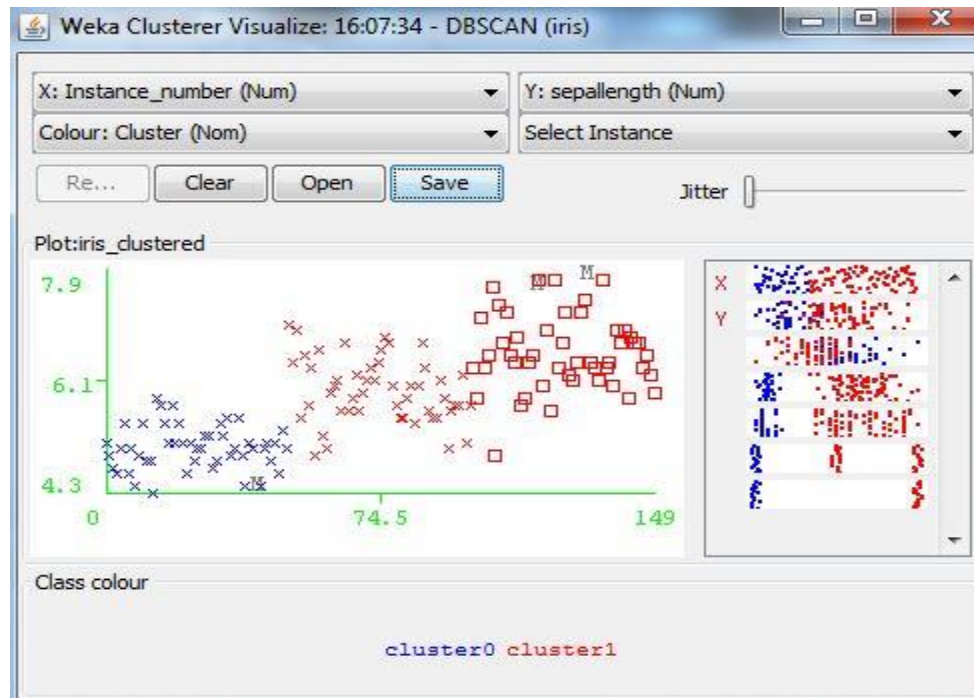 Weka Clusterer Visualize: 16:07:34 - DBSCAN (iris)
X: Instance_number (Num)
Y: sepallength (Num)
Colour: Cluster (Nom)
Select Instance
Re...
Clear
Open
Save
Jitter
Plot:iris_clustered
7.9
M
M
X
Y
6.1
4.3
M
0
74.5
149
Class colour
cluster0 cluster1